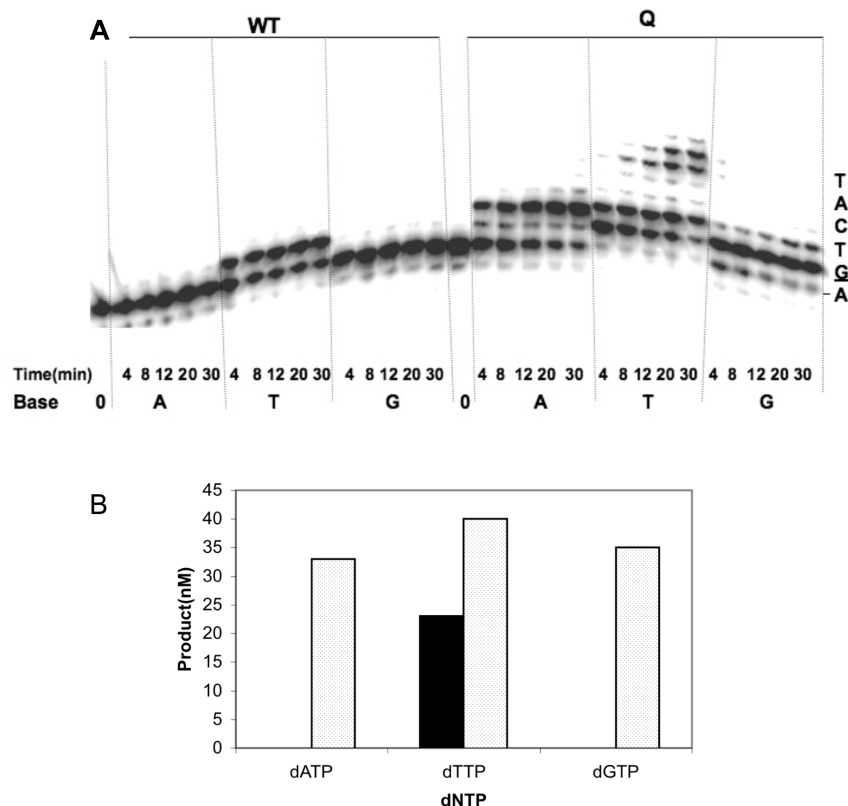 A
WT
Q
T
A
C
T
G
A
Time(min) 4 8 12 20 30 4 8 12 20 30 4 8 12 20 30 4 8 12 20 30 4 8 12 20 30 4 8 12 20 30
Base 0 A T G 0 A T G
B
45
40
35
30
25
20
15
10
5
0
Product(nM)
dATP dTTP dGTP
dNTP